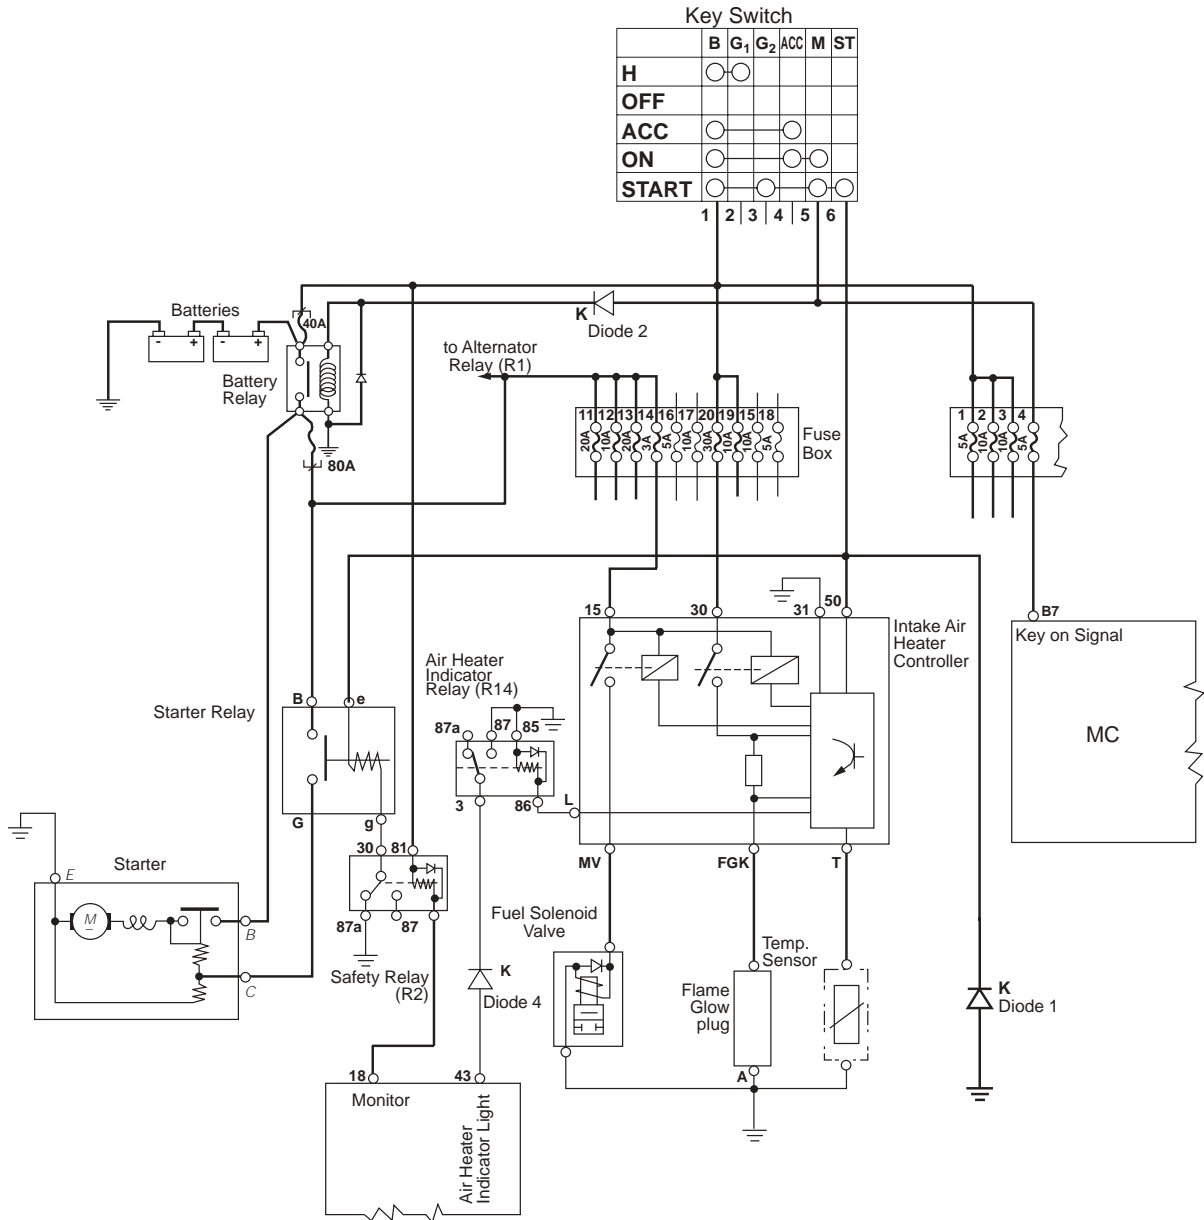 Key Switch
B G1 G2 ACC M ST
H
OFF
ACC
ON
START
1 2 3 4 5 6
Batteries
- + - +
40A
K
Diode 2
to Alternator
Relay (R1)
Battery
Relay
80A
11 12 13 14 16 17 20 19 15 18
20A 10A 20A 3A 5A 10A 30A 10A 10A 5A
Fuse
Box
1 2 3 4
5A 10A 10A 5A
15 30 31 50
Intake Air
Heater
Controller
B7
Key on Signal
MC
Air Heater
Indicator
Relay (R14)
87a 87 85
3 86 L
Starter Relay
B e
G g
30 81
87a 87
Safety Relay
(R2)
Starter
E
M
B
C
MV FGK T
Fuel Solenoid
Valve
Temp.
Sensor
Flame
Glow
plug
A
K
Diode 4
K
Diode 1
18 43
Monitor
Air Heater
Indicator Light